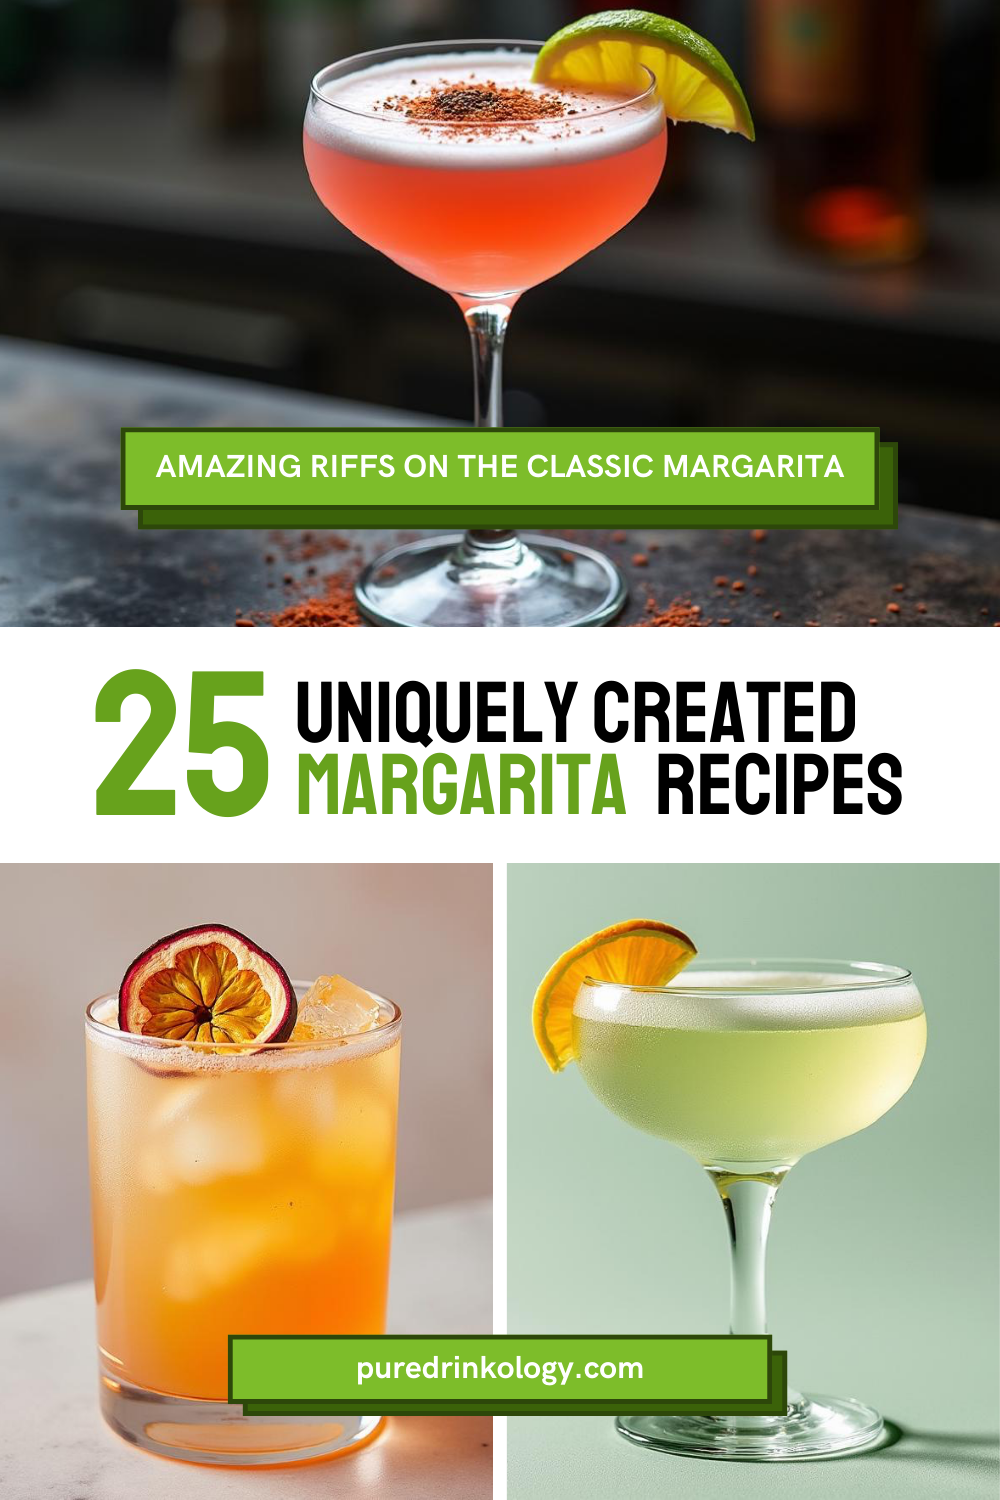 AMAZING RIFFS ON THE CLASSIC MARGARITA
25 UNIQUELY CREATED
MARGARITA RECIPES
puredrinkology.com